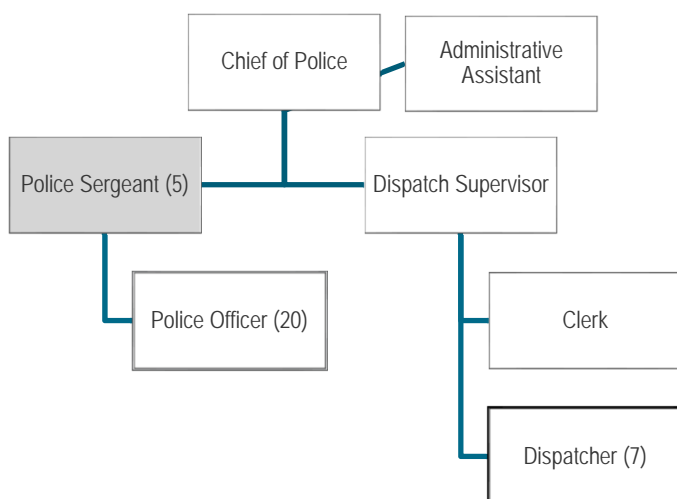 Chief of Police
Administrative
Assistant
Police Sergeant (5)
Dispatch Supervisor
Police Officer (20)
Clerk
Dispatcher (7)